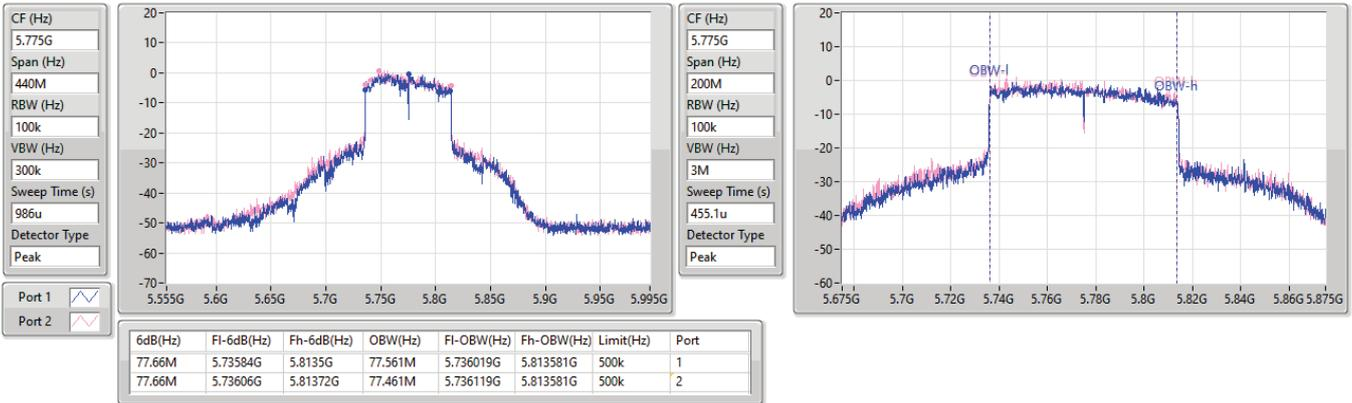 CF (Hz)
5.775G
Span (Hz)
440M
RBW (Hz)
100k
VBW (Hz)
300k
Sweep Time (s)
986u
Detector Type
Peak
Port 1
Port 2
20
10
0
-10
-20
-30
-40
-50
-60
-70
5.555G 5.6G 5.65G 5.7G 5.75G 5.8G 5.85G 5.9G 5.95G 5.995G
CF (Hz)
5.775G
Span (Hz)
200M
RBW (Hz)
100k
VBW (Hz)
3M
Sweep Time (s)
455.1u
Detector Type
Peak
20
10
0
-10
-20
-30
-40
-50
-60
OBW-l
OBW-h
5.675G 5.7G 5.72G 5.74G 5.76G 5.78G 5.8G 5.82G 5.84G 5.86G 5.875G
6dB(Hz) Fl-6dB(Hz) Fh-6dB(Hz) OBW(Hz) Fl-OBW(Hz) Fh-OBW(Hz) Limit(Hz) Port
77.66M 5.73584G 5.8135G 77.561M 5.736019G 5.813581G 500k 1
77.66M 5.73606G 5.81372G 77.461M 5.736119G 5.813581G 500k 2